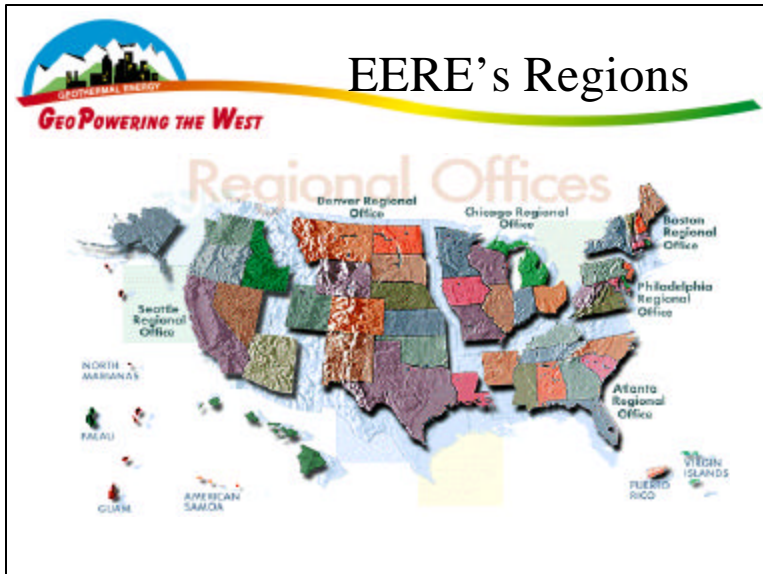 EERE’s Regions
GEOTHERMAL ENERGY
GEOPOWERING THE WEST
Regional Offices
Denver Regional
Office
Chicago Regional
Office
Boston
Regional
Office
Philadelphia
Regional
Office
Seattle
Regional
Office
Atlanta
Regional
Office
NORTH
MARIANAS
PALAU
GUAM
AMERICAN
SAMOA
PUERTO
RICO
VIRGIN
ISLANDS